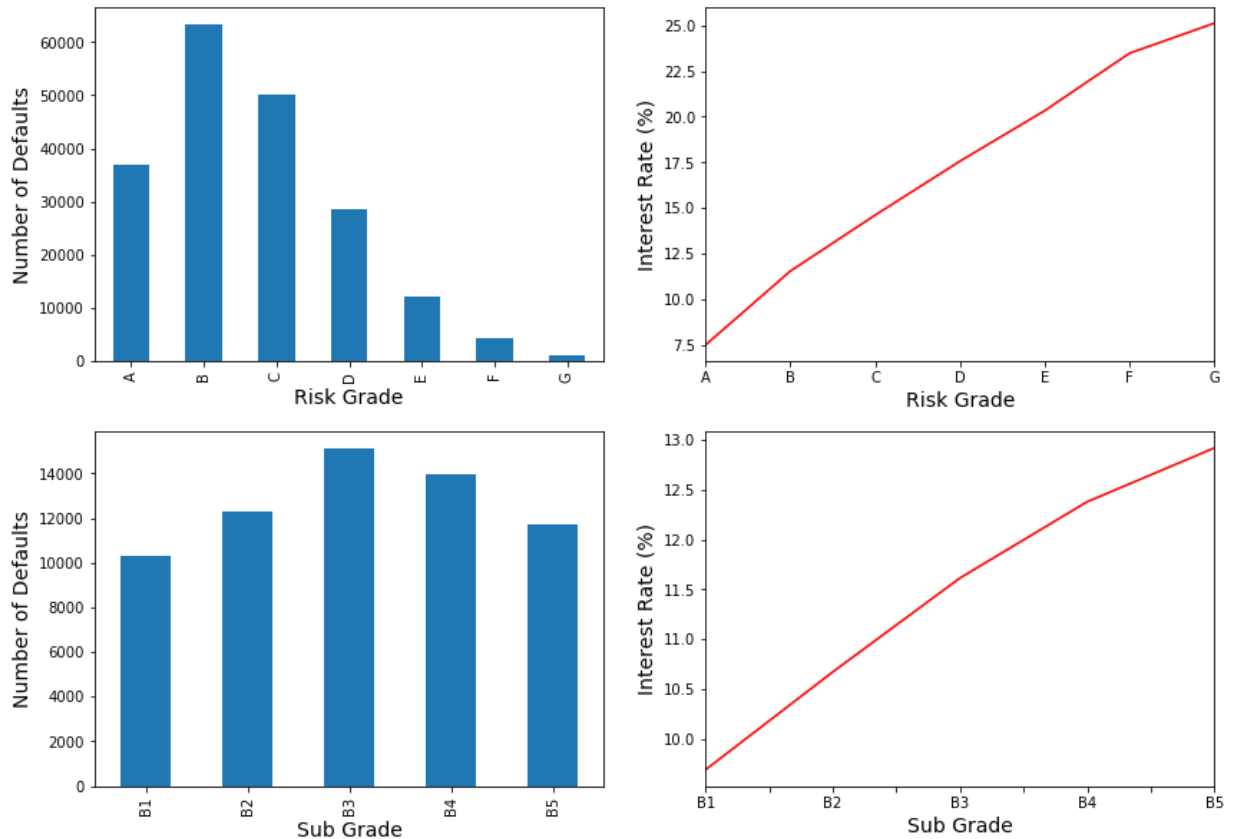 Number of Defaults
60000
50000
40000
30000
20000
10000
0
A B C D E F G
Risk Grade
Interest Rate (%)
25.0
22.5
20.0
17.5
15.0
12.5
10.0
7.5
A B C D E F G
Risk Grade
Number of Defaults
14000
12000
10000
8000
6000
4000
2000
0
B1 B2 B3 B4 B5
Sub Grade
Interest Rate (%)
13.0
12.5
12.0
11.5
11.0
10.5
10.0
B1 B2 B3 B4 B5
Sub Grade